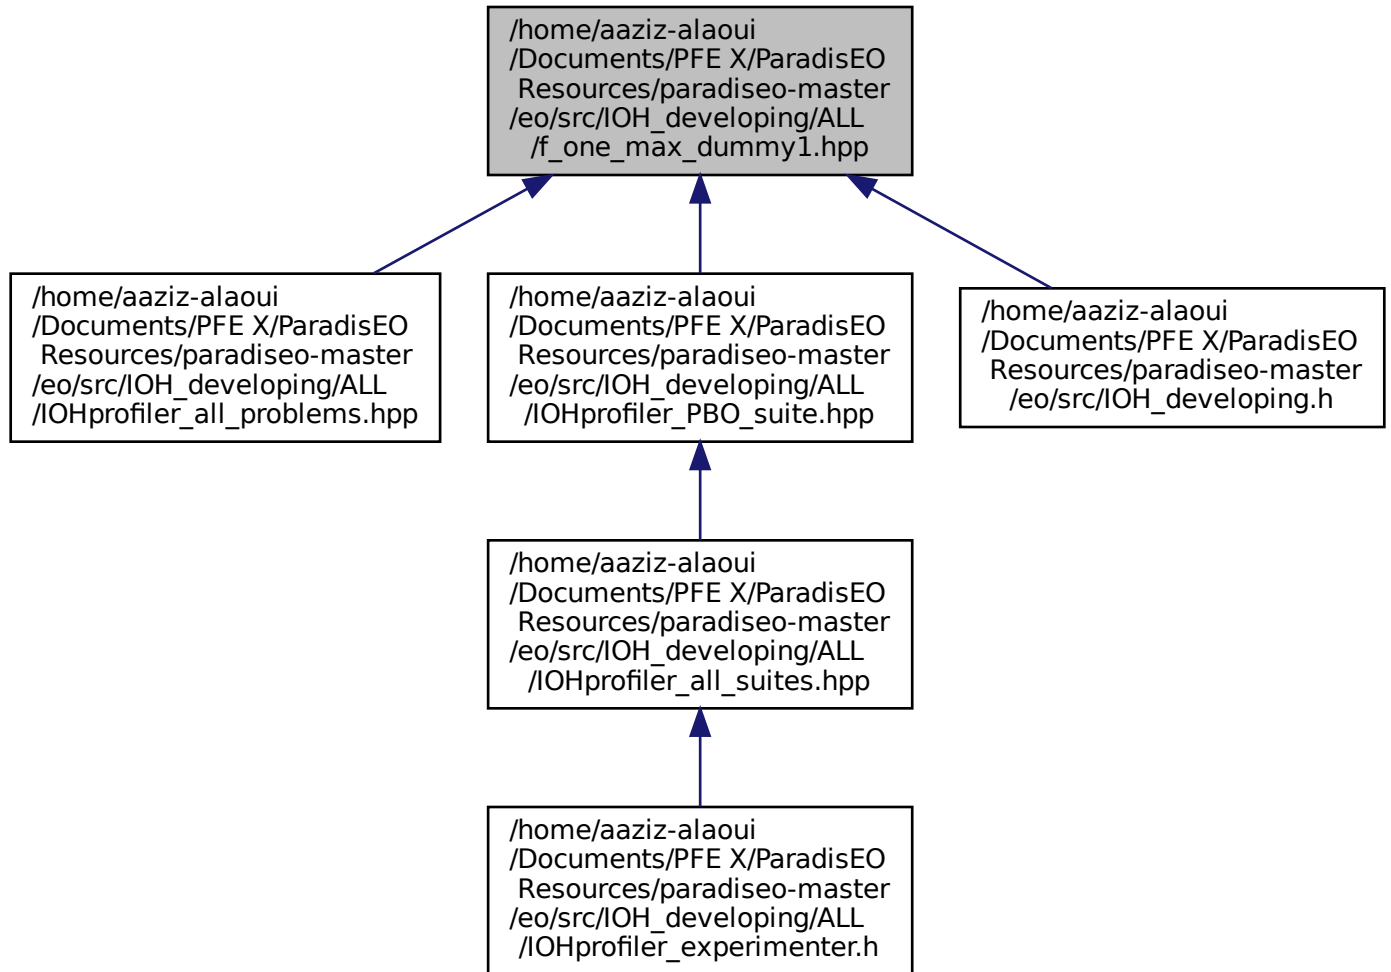 /home/aaziz-alaoui
/Documents/PFE X/ParadisEO
Resources/paradiseo-master
/eo/src/IOH_developing/ALL
/f_one_max_dummy1.hpp
/home/aaziz-alaoui
/Documents/PFE X/ParadisEO
Resources/paradiseo-master
/eo/src/IOH_developing/ALL
/IOHprofiler_all_problems.hpp
/home/aaziz-alaoui
/Documents/PFE X/ParadisEO
Resources/paradiseo-master
/eo/src/IOH_developing/ALL
/IOHprofiler_PBO_suite.hpp
/home/aaziz-alaoui
/Documents/PFE X/ParadisEO
Resources/paradiseo-master
/eo/src/IOH_developing.h
/home/aaziz-alaoui
/Documents/PFE X/ParadisEO
Resources/paradiseo-master
/eo/src/IOH_developing/ALL
/IOHprofiler_all_suites.hpp
/home/aaziz-alaoui
/Documents/PFE X/ParadisEO
Resources/paradiseo-master
/eo/src/IOH_developing/ALL
/IOHprofiler_experimenter.h